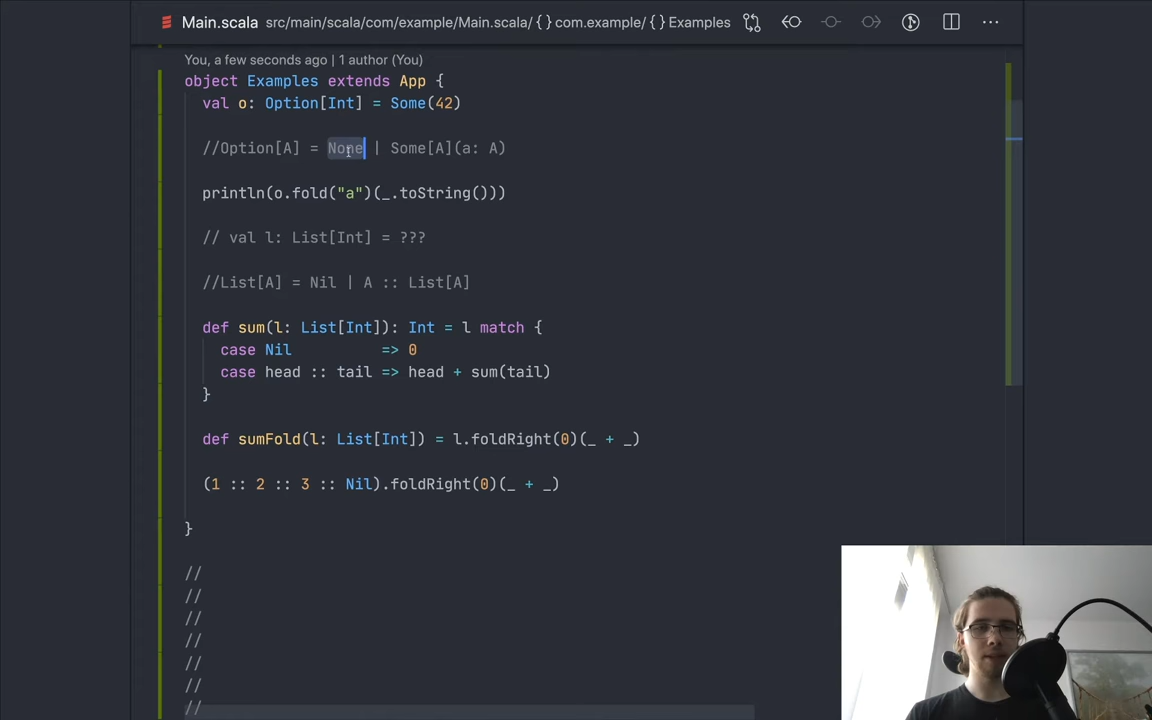 Main.scala src/main/scala/com/example/Main.scala/ {} com.example/ {} Examples ...
You, a few seconds ago | 1 author (You)
object Examples extends App {
val o: Option[Int] = Some(42)
//Option[A] = None | Some[A](a: A)
println(o.fold("a")(_.toString()))
// val l: List[Int] = ???
//List[A] = Nil | A :: List[A]
def sum(l: List[Int]): Int = l match {
case Nil => 0
case head :: tail => head + sum(tail)
}
def sumFold(l: List[Int]) = l.foldRight(0)(_ + _)
(1 :: 2 :: 3 :: Nil).foldRight(0)(_ + _)
}
//
//
//
//
//
//
//